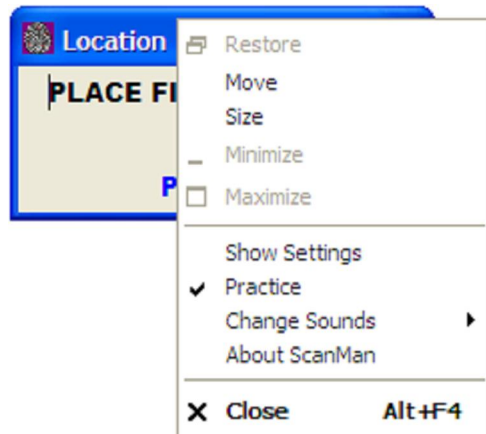 Location
Restore
PLACE FI
Move
Size
Minimize
P
Maximize
Show Settings
Practice
Change Sounds
About ScanMan
Close Alt+F4